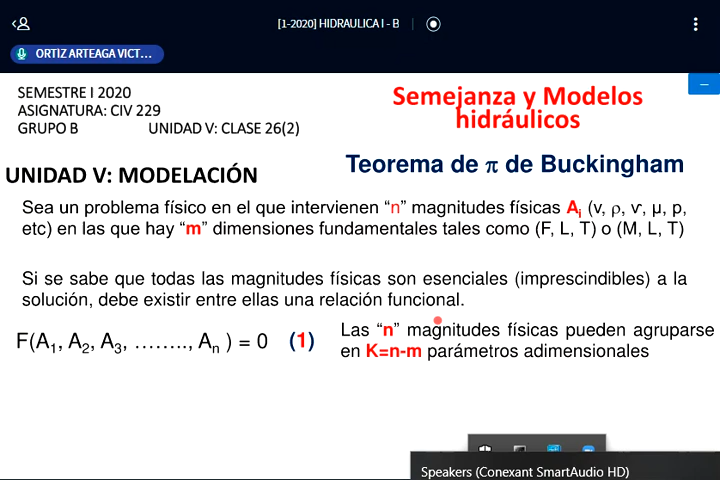 [1-2020] HIDRAULICA I - B
ORTIZ ARTEAGA VICT...
SEMESTRE I 2020
ASIGNATURA: CIV 229
GRUPO B UNIDAD V: CLASE 26(2)
Semejanza y Modelos
hidráulicos
UNIDAD V: MODELACIÓN
Teorema de π de Buckingham
Sea un problema físico en el que intervienen “n” magnitudes físicas Aᵢ (v, ρ, ѵ, µ, p,
etc) en las que hay “m” dimensiones fundamentales tales como (F, L, T) o (M, L, T)
Si se sabe que todas las magnitudes físicas son esenciales (imprescindibles) a la
solución, debe existir entre ellas una relación funcional.
F(A₁, A₂, A₃, …….., Aₙ ) = 0 (1)
Las “n” magnitudes físicas pueden agruparse
en K=n-m parámetros adimensionales
Speakers (Conexant SmartAudio HD)